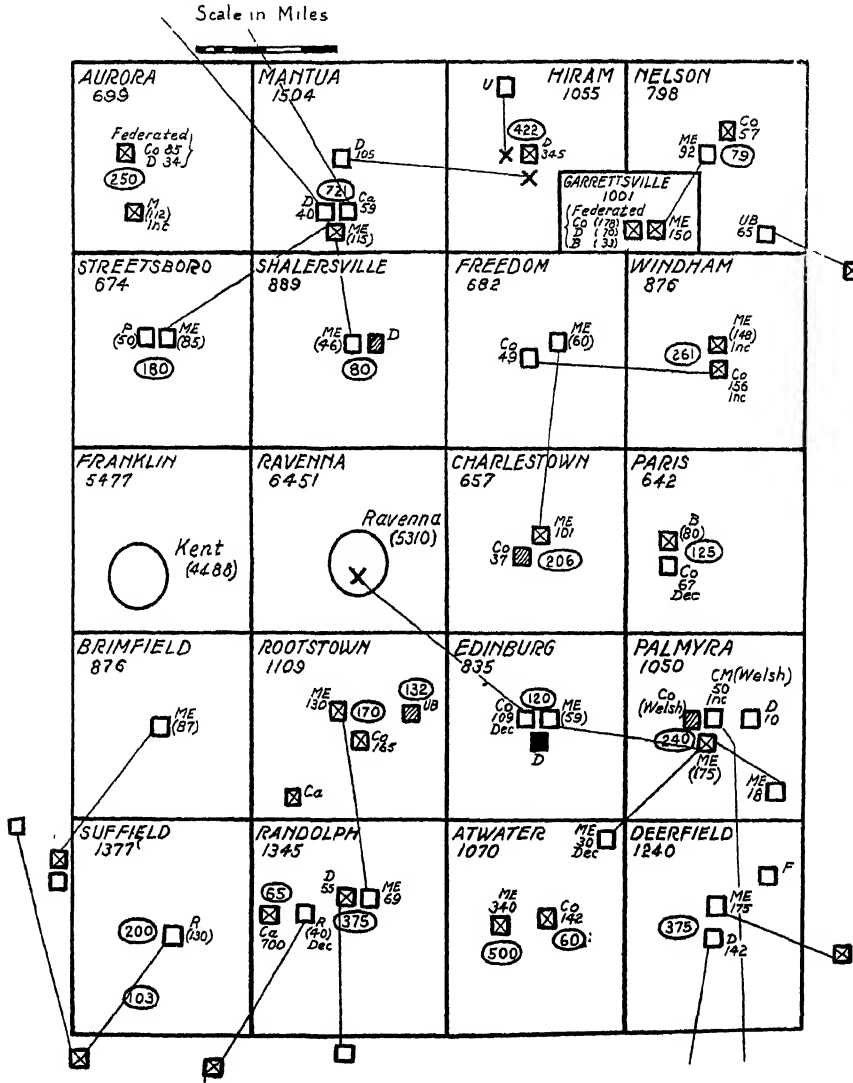 Scale in Miles
AURORA
699
Federated
Co 85
D 34
250
M
(112)
Inc
MANTUA
1504
D
105
721
D
40
Ca
59
ME
(115)
HIRAM
1055
U
422
D
345
GARRETTSVILLE
1001
Federated
Co (178)
D (70)
B (33)
ME
150
NELSON
798
Co
57
ME
92
79
UB
65
STREETSBORO
674
P
(50)
ME
(85)
180
SHALERSVILLE
889
ME
(46)
D
80
FREEDOM
682
ME
(60)
Co
49
WINDHAM
876
ME
(148)
Inc
261
Co
156
Inc
FRANKLIN
5477
Kent
(4488)
RAVENNA
6451
Ravenna
(5310)
CHARLESTOWN
657
ME
101
Co
37
206
PARIS
642
B
(80)
125
Co
67
Dec
BRIMFIELD
876
ME
(87)
ROOTSTOWN
1109
ME
130
170
132
UB
Co
165
Ca
EDINBURG
835
120
Co
109
Dec
ME
(59)
D
PALMYRA
1050
CM(Welsh)
50
Inc
Co
(Welsh)
D
10
240
ME
(175)
ME
18
SUFFIELD
1377
200
R
(130)
103
RANDOLPH
1345
65
Ca
700
R
(40)
Dec
D
55
ME
69
375
ATWATER
1070
ME
30
Dec
ME
340
500
Co
142
60
DEERFIELD
1240
F
ME
175
375
D
142